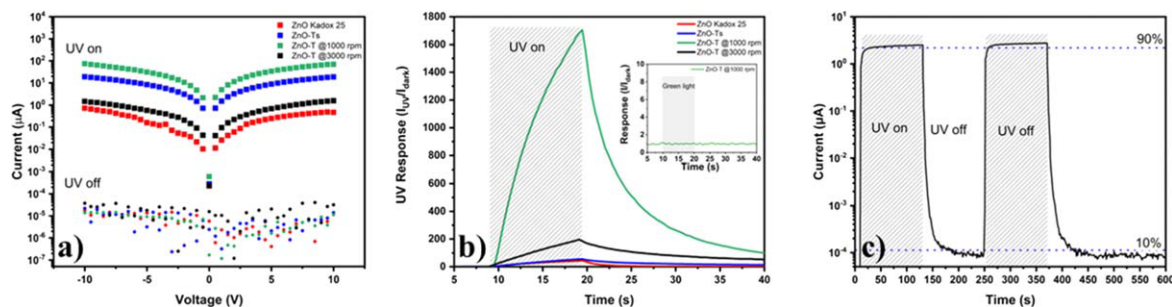 10⁴
10³
10²
10¹
10⁰
10⁻¹
10⁻²
10⁻³
10⁻⁴
10⁻⁵
10⁻⁶
10⁻⁷
Current (µA)
ZnO Kadox 25
ZnO-Ts
ZnO-T @1000 rpm
ZnO-T @3000 rpm
UV on
UV off
a)
-10 -5 0 5 10
Voltage (V)
1800
1600
1400
1200
1000
800
600
400
200
0
UV Response (I_UV/I_dark)
UV on
ZnO Kadox 25
ZnO-Ts
ZnO-T @1000 rpm
ZnO-T @3000 rpm
10
8
6
4
2
0
Response (I/I_dark)
ZnO-T @1000 rpm
Green light
5 10 15 20 25 30 35 40
Time (s)
b)
5 10 15 20 25 30 35 40
Time (s)
10¹
10⁰
10⁻¹
10⁻²
10⁻³
10⁻⁴
Current (µA)
90%
UV on
UV off
UV off
10%
c)
0 50 100 150 200 250 300 350 400 450 500 550 600
Time (s)